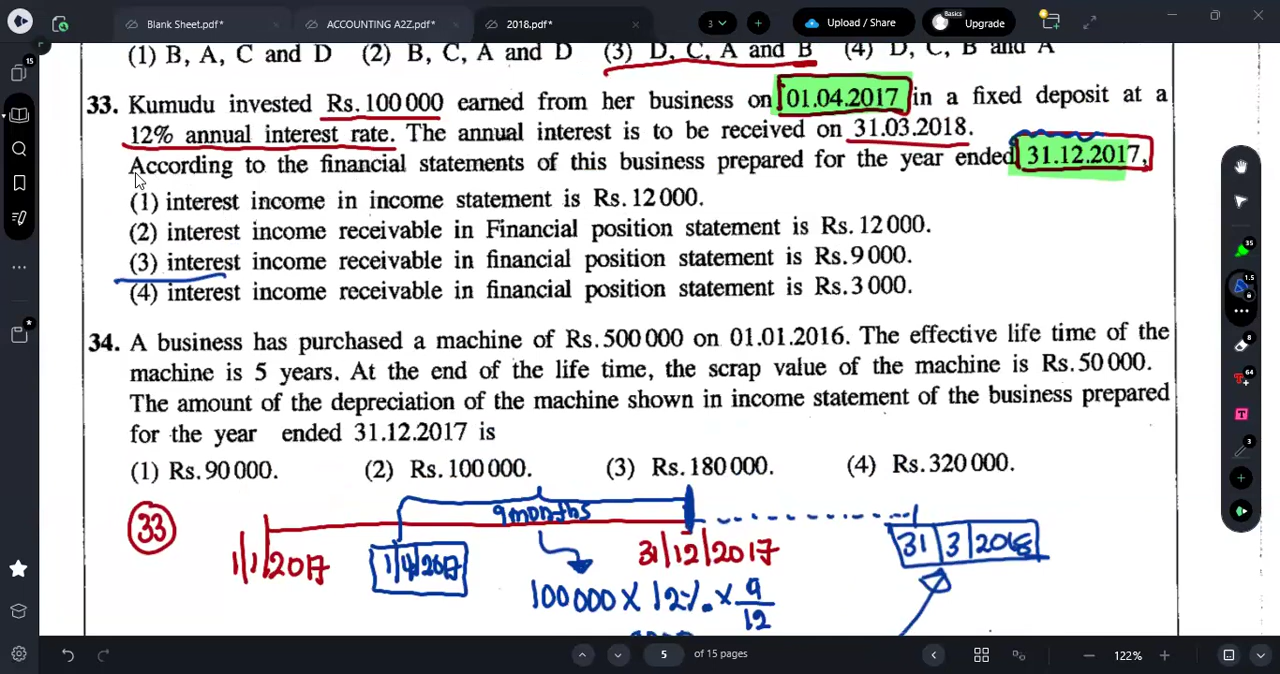 Blank Sheet.pdf*
ACCOUNTING A2Z.pdf*
2018.pdf*
3
Upload / Share
Basics
Upgrade
(1) B, A, C and D (2) B, C, A and D (3) D, C, A and B (4) D, C, B and A
33. Kumudu invested Rs. 100 000 earned from her business on 01.04.2017 in a fixed deposit at a
12% annual interest rate. The annual interest is to be received on 31.03.2018.
According to the financial statements of this business prepared for the year ended 31.12.2017,
(1) interest income in income statement is Rs. 12 000.
(2) interest income receivable in Financial position statement is Rs. 12 000.
(3) interest income receivable in financial position statement is Rs. 9 000.
(4) interest income receivable in financial position statement is Rs. 3 000.
34. A business has purchased a machine of Rs. 500 000 on 01.01.2016. The effective life time of the
machine is 5 years. At the end of the life time, the scrap value of the machine is Rs. 50 000.
The amount of the depreciation of the machine shown in income statement of the business prepared
for the year ended 31.12.2017 is
(1) Rs. 90 000. (2) Rs. 100 000. (3) Rs. 180 000. (4) Rs. 320 000.
33
9 months
1/1/2017
1/4/2017
31/12/2017
31/3/2018
100000 × 12%. × 9/12
15
35
1.5
8
64
3
5
of 15 pages
122%